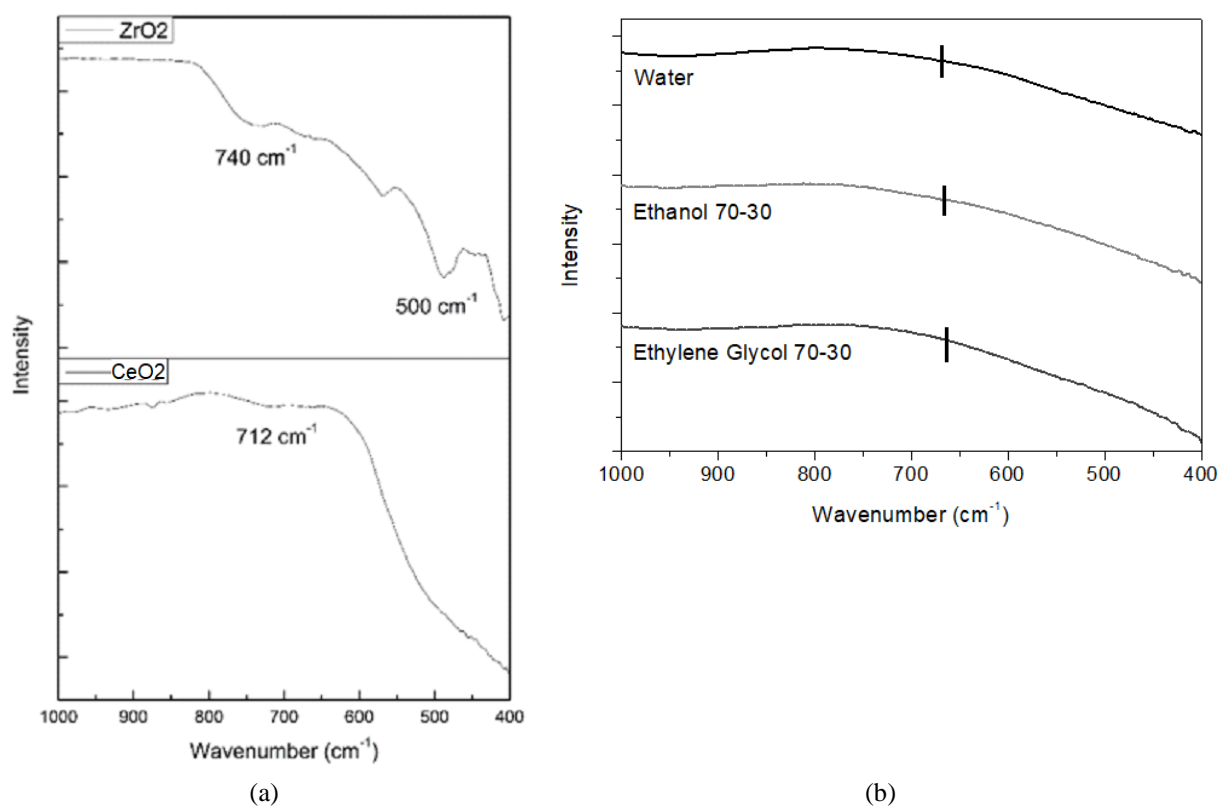 ZrO2
740 cm⁻¹
500 cm⁻¹
CeO2
712 cm⁻¹
Intensity
1000 900 800 700 600 500 400
Wavenumber (cm⁻¹)
(a)
Water
Ethanol 70-30
Ethylene Glycol 70-30
Intensity
1000 900 800 700 600 500 400
Wavenumber (cm⁻¹)
(b)